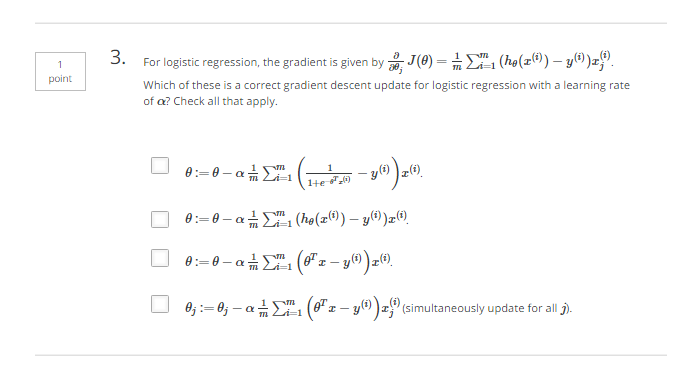 1
point
3. For logistic regression, the gradient is given by ∂/∂θ_j J(θ) = 1/m ∑_{i=1}^{m} (h_θ(x^{(i)}) − y^{(i)})x_j^{(i)}.
Which of these is a correct gradient descent update for logistic regression with a learning rate
of α? Check all that apply.
θ := θ − α 1/m ∑_{i=1}^{m} (1/(1+e^{−θ^T x^{(i)}}) − y^{(i)}) x^{(i)}.
θ := θ − α 1/m ∑_{i=1}^{m} (h_θ(x^{(i)}) − y^{(i)})x^{(i)}.
θ := θ − α 1/m ∑_{i=1}^{m} (θ^T x − y^{(i)}) x^{(i)}.
θ_j := θ_j − α 1/m ∑_{i=1}^{m} (θ^T x − y^{(i)}) x_j^{(i)} (simultaneously update for all j).